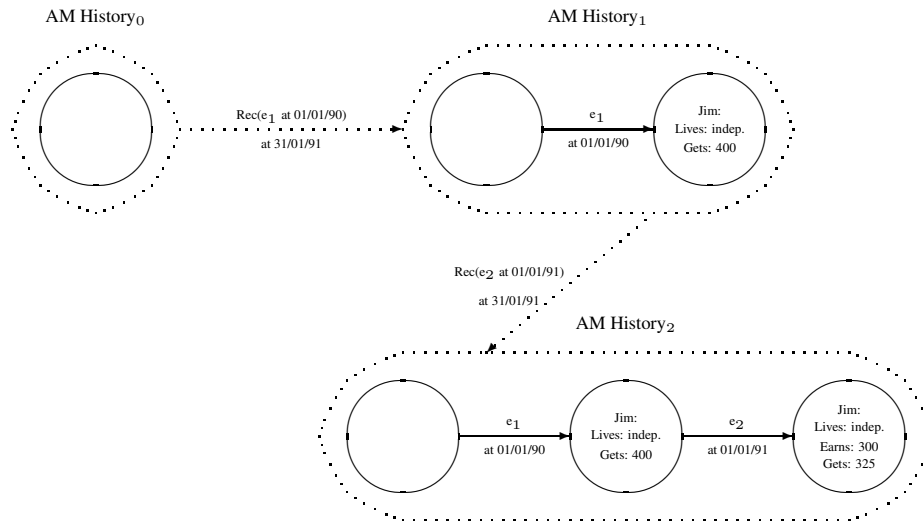 AM History₀
AM History₁
Rec(e₁ at 01/01/90)
at 31/01/91
e₁
at 01/01/90
Jim:
Lives: indep.
Gets: 400
Rec(e₂ at 01/01/91)
at 31/01/91
AM History₂
e₁
at 01/01/90
Jim:
Lives: indep.
Gets: 400
e₂
at 01/01/91
Jim:
Lives: indep.
Earns: 300
Gets: 325